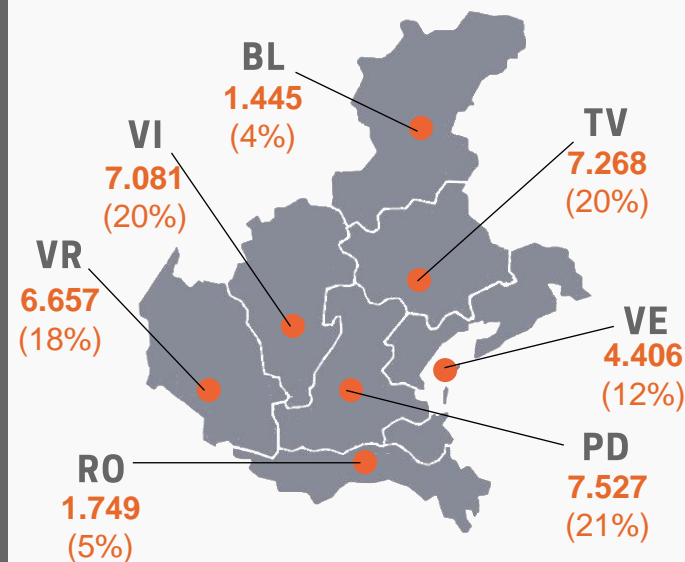 BL
1.445
(4%)
TV
7.268
(20%)
VI
7.081
(20%)
VR
6.657
(18%)
VE
4.406
(12%)
PD
7.527
(21%)
RO
1.749
(5%)